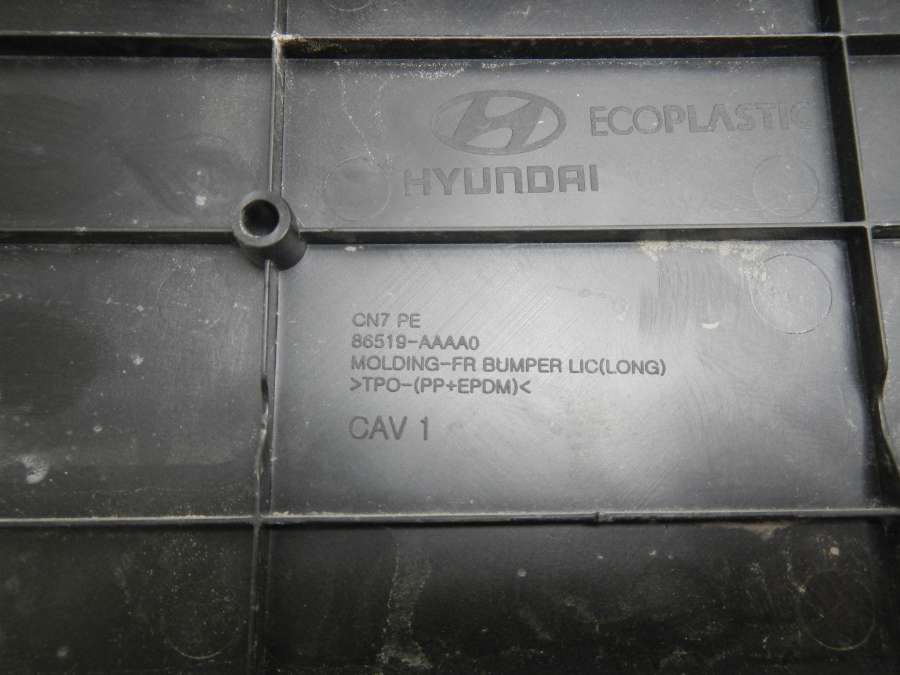 ECOPLASTIC
HYUNDAI
CN7 PE
86519-AAAA0
MOLDING-FR BUMPER LIC(LONG)
>TPO-(PP+EPDM)<
CAV 1